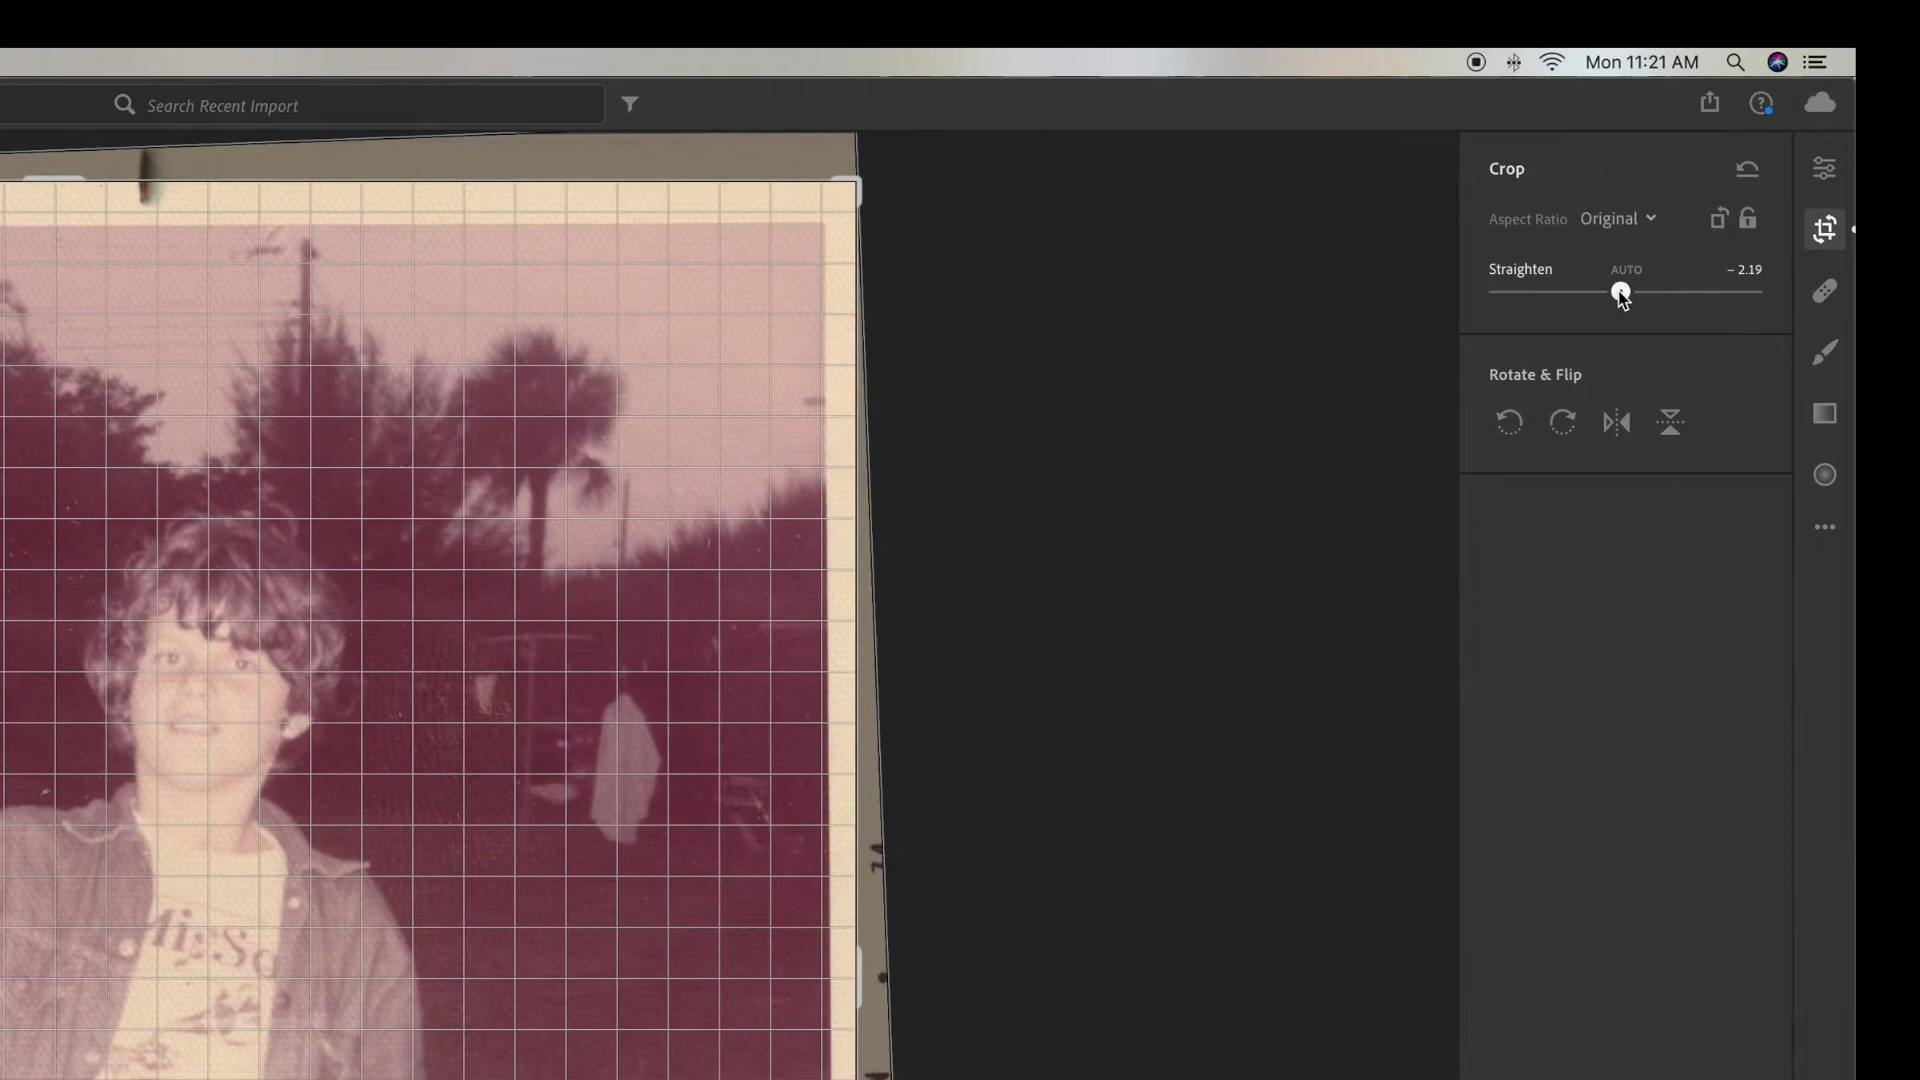 Mon 11:21 AM
Search Recent Import
Crop
Aspect Ratio Original
Straighten AUTO – 2.19
Rotate & Flip